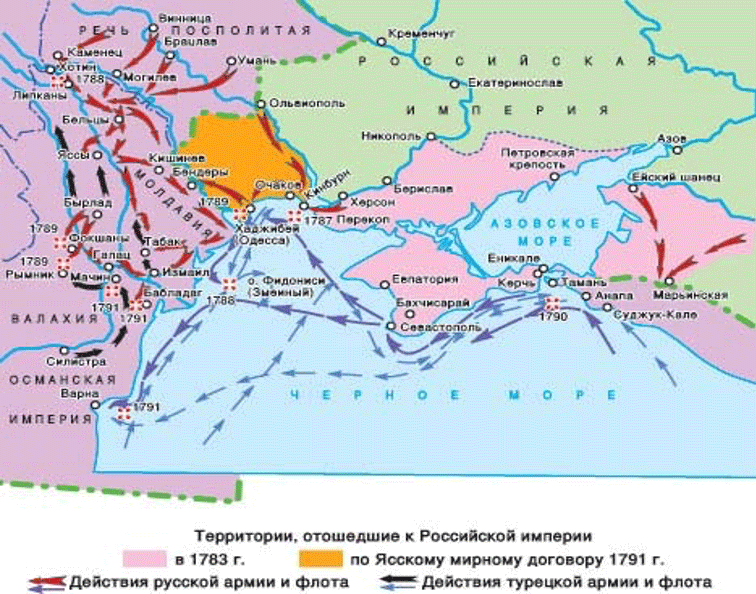 Винница
РЕЧЬ ПОСПОЛИТАЯ
Каменец
Брацлав
Кременчуг
Хотин
1788
Могилев
Умань
РОССИЙСКАЯ
Липканы
Екатеринослав
Ольвиополь
ИМПЕРИЯ
Бельцы
Никополь
Азов
Яссы
Кишинев
Петровская
крепость
Бендеры
Ейский шанец
МОЛДАВИЯ
Очаков
Кинбурн
Берислав
Херсон
Бырлад
1789
1787
Перекоп
АЗОВСКОЕ
МОРЕ
1789
Фокшаны
Хаджибей
(Одесса)
Табак
Галац
1789
Рымник
Мачин
Измаил
о. Фидониси
(Змеиный)
Еникале
Керчь
Тамань
Евпатория
Анапа
Марьинская
1791
Бабладаг
1791
1788
Бахчисарай
Суджук-Кале
ВАЛАХИЯ
Севастополь
1790
Силистра
ОСМАНСКАЯ
Варна
ЧЕРНОЕ МОРЕ
ИМПЕРИЯ
1791
Территории, отошедшие к Российской империи
в 1783 г.
по Ясскому мирному договору 1791 г.
Действия русской армии и флота
Действия турецкой армии и флота